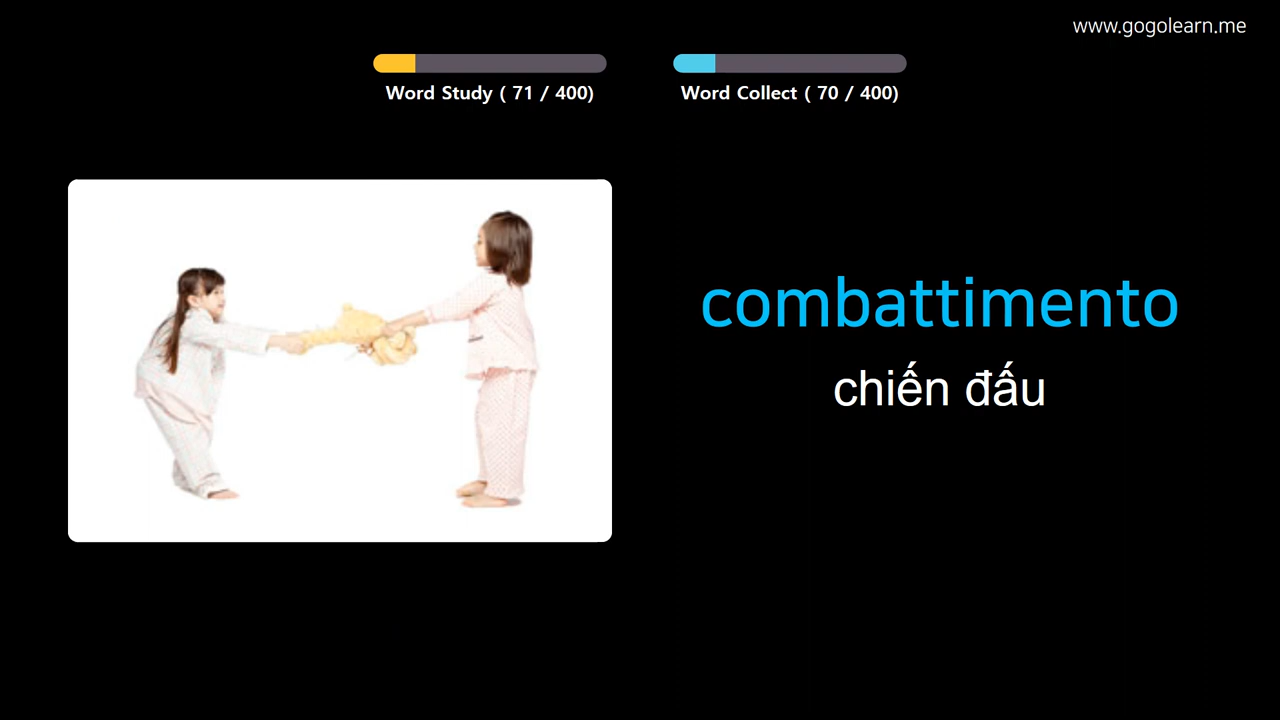 www.gogolearn.me
Word Study ( 71 / 400)
Word Collect ( 70 / 400)
combattimento
chiến đấu